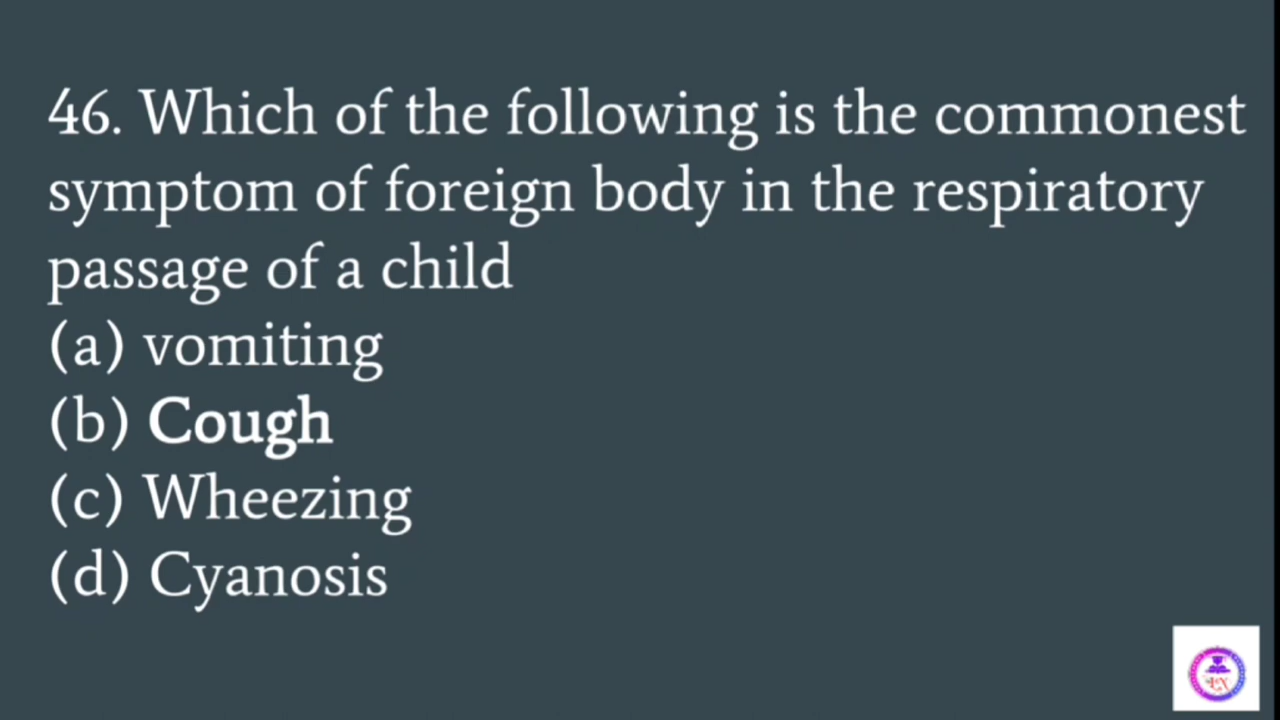 46. Which of the following is the commonest
symptom of foreign body in the respiratory
passage of a child
(a) vomiting
(b) Cough
(c) Wheezing
(d) Cyanosis